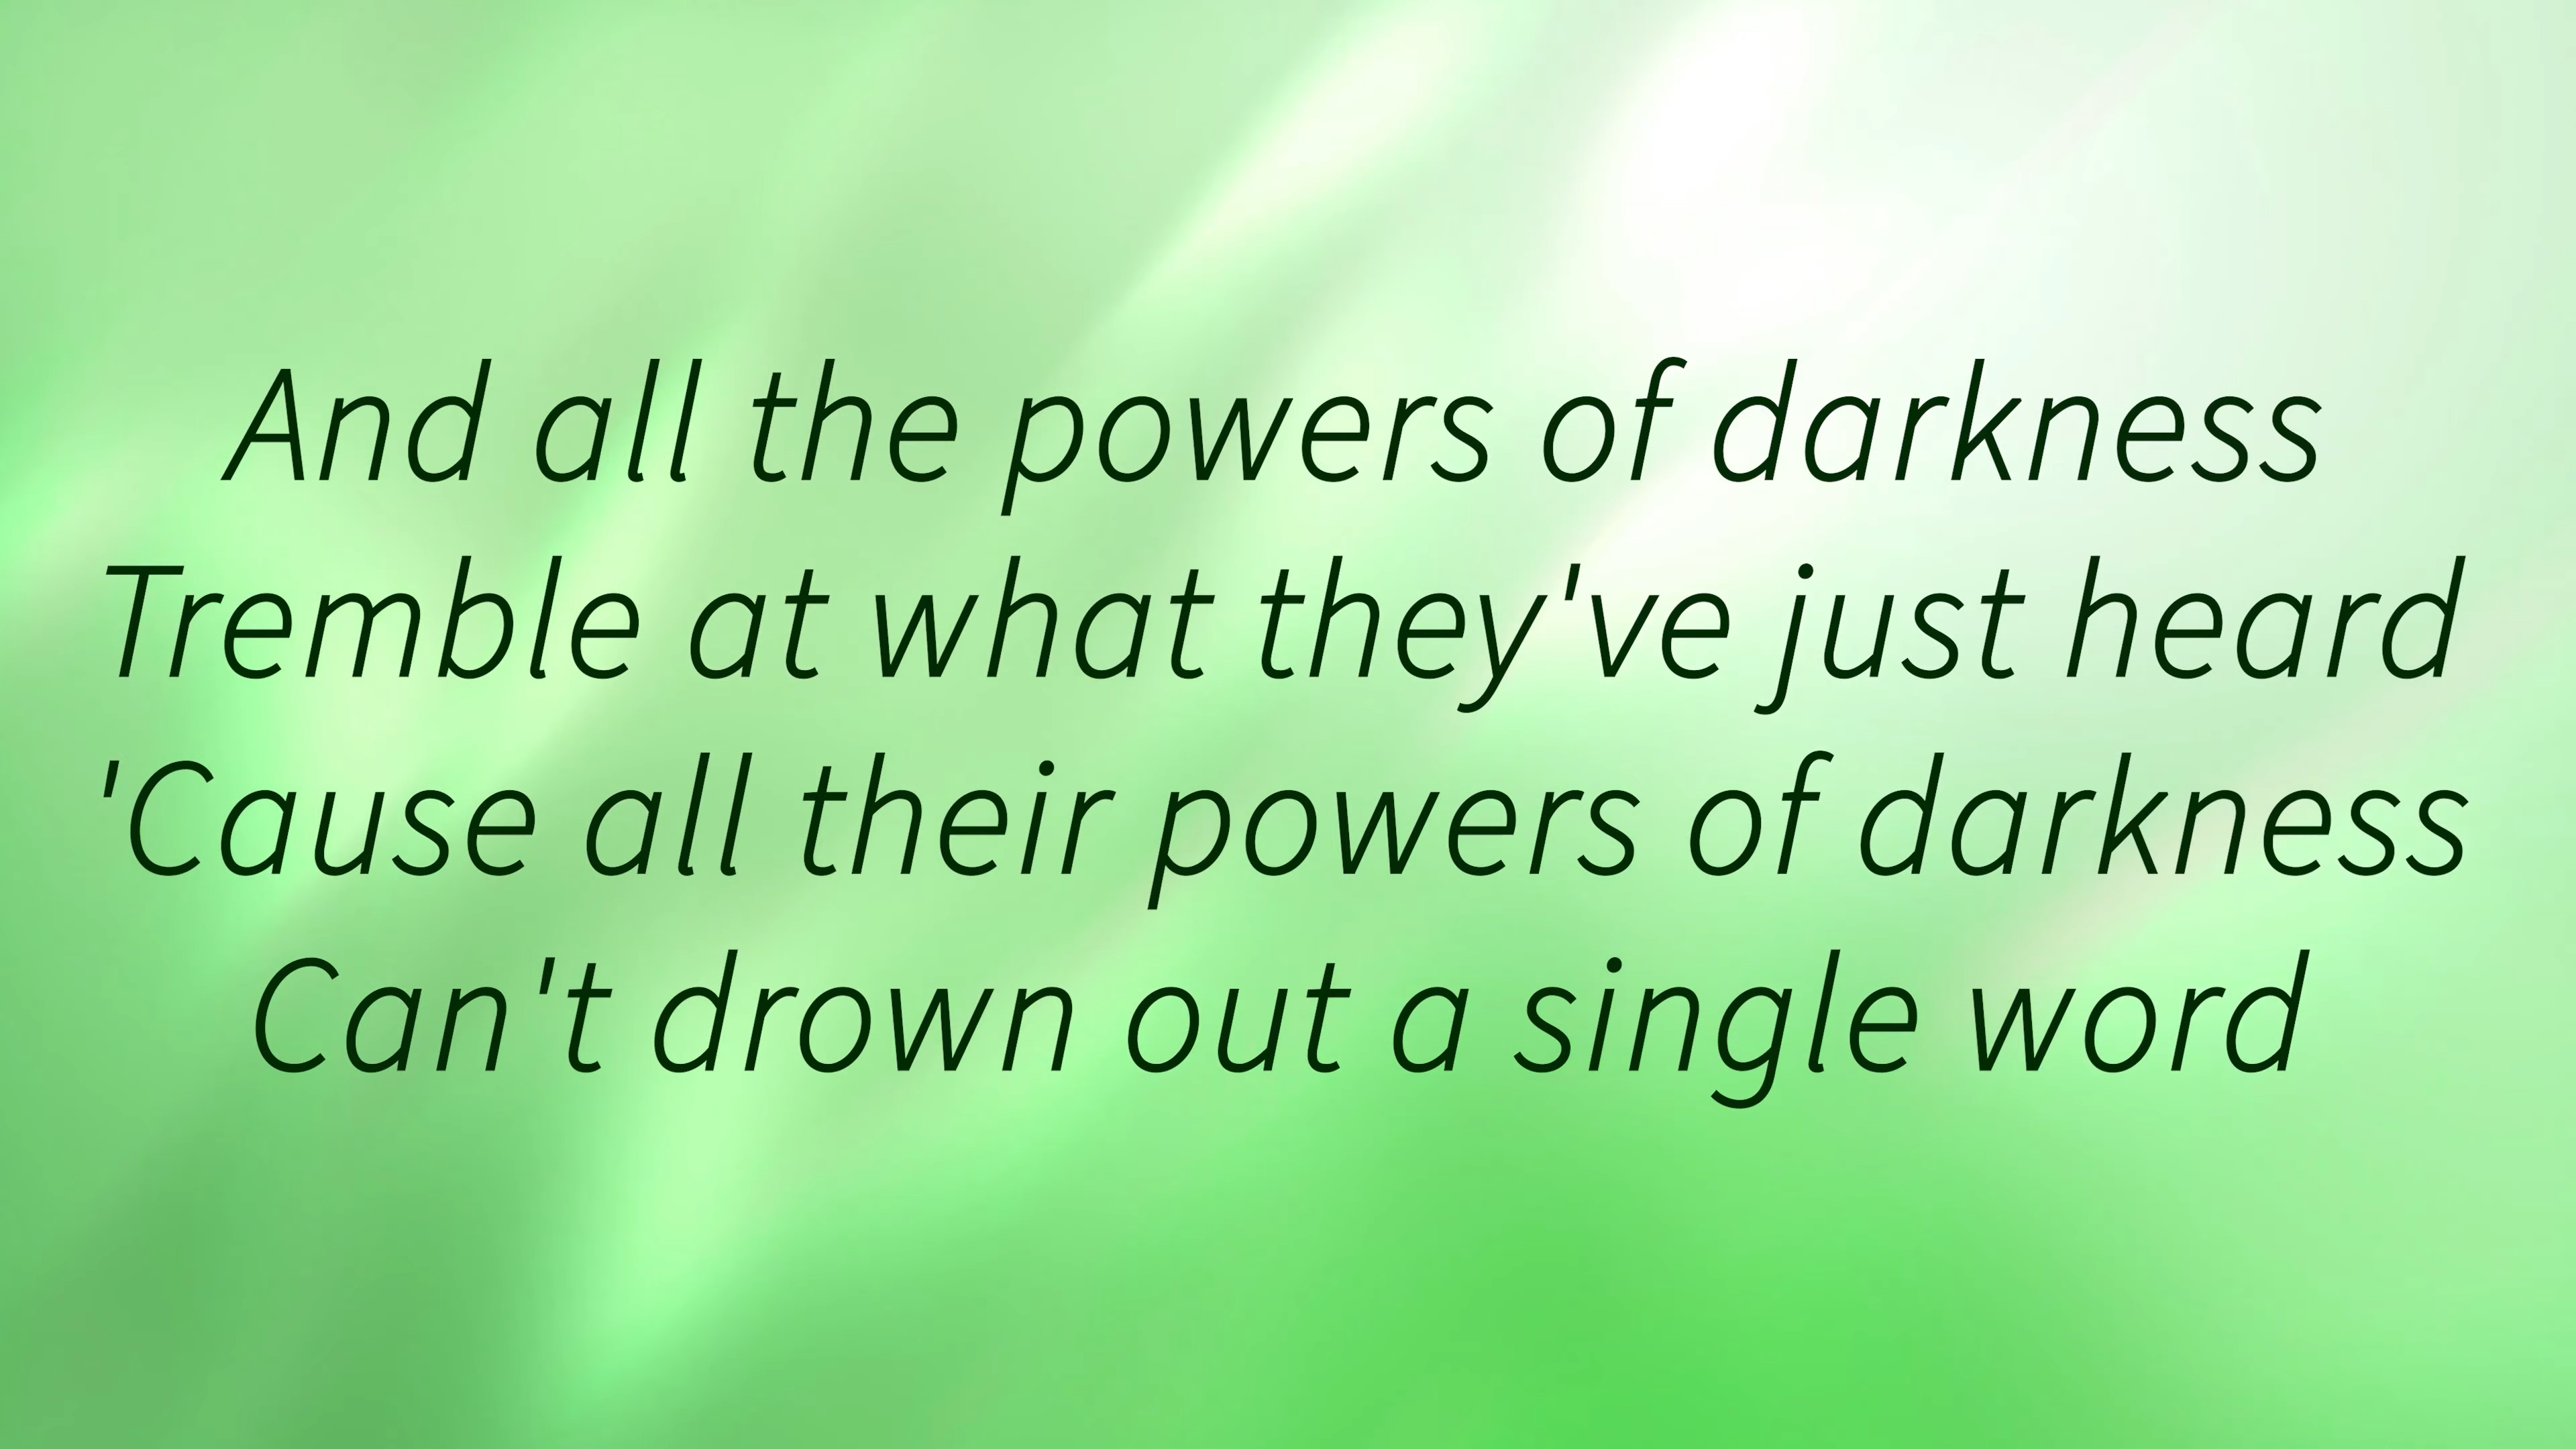 And all the powers of darkness
Tremble at what they've just heard
'Cause all their powers of darkness
Can't drown out a single word